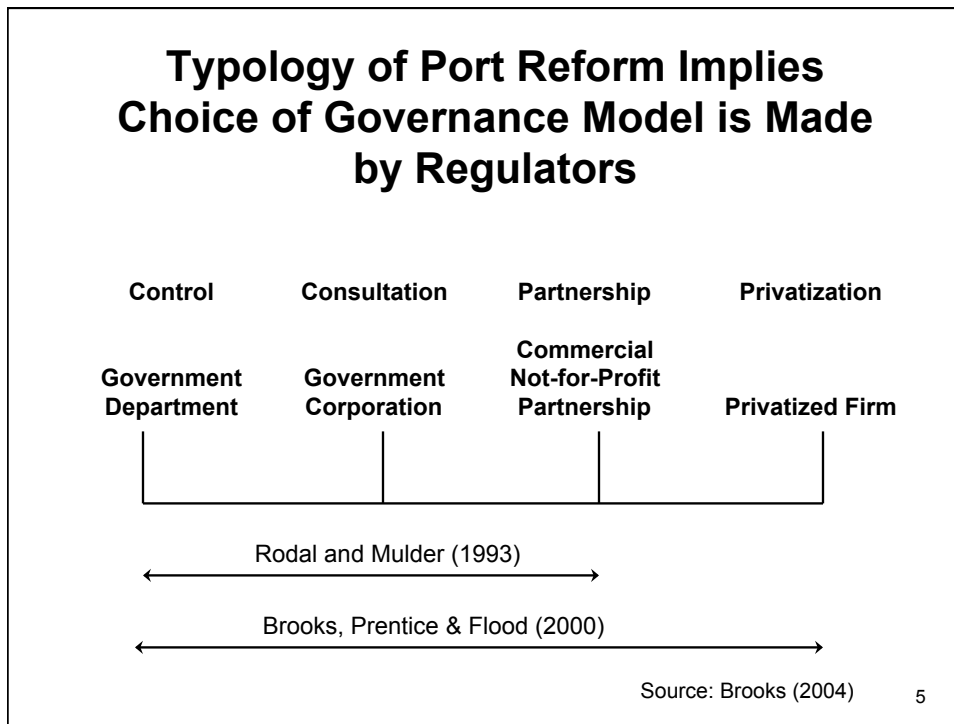 Typology of Port Reform Implies
Choice of Governance Model is Made
by Regulators
Control
Consultation
Partnership
Privatization
Government
Department
Government
Corporation
Commercial
Not-for-Profit
Partnership
Privatized Firm
Rodal and Mulder (1993)
Brooks, Prentice & Flood (2000)
Source: Brooks (2004)
5